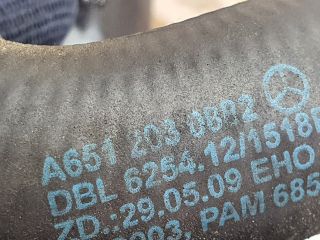 A651 203 0882
DBL 6254.12/1518
ZD.:29.05.09 EHO
PAM 685